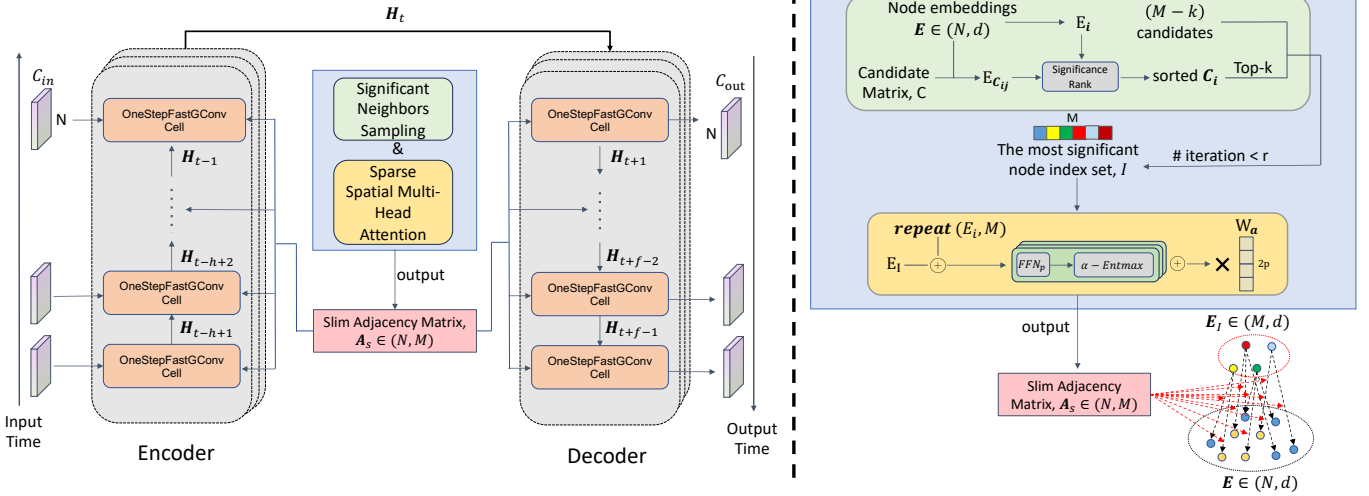 H_t
C_in
N
OneStepFastGConv
Cell
H_{t-1}
H_{t-h+2}
OneStepFastGConv
Cell
H_{t-h+1}
OneStepFastGConv
Cell
Input
Time
Encoder
Significant
Neighbors
Sampling
&
Sparse
Spatial Multi-
Head
Attention
output
Slim Adjacency Matrix,
A_s ∈ (N, M)
C_out
N
OneStepFastGConv
Cell
H_{t+1}
H_{t+f-2}
OneStepFastGConv
Cell
H_{t+f-1}
OneStepFastGConv
Cell
Output
Time
Decoder
Node embeddings
E ∈ (N, d)
E_i
(M − k)
candidates
Candidate
Matrix, C
E_{C_{ij}}
Significance
Rank
sorted C_i
Top-k
M
The most significant
node index set, I
# iteration < r
repeat (E_i, M)
E_I
FFN_p
α − Entmax
W_a
2p
output
Slim Adjacency
Matrix, A_s ∈ (N, M)
E_I ∈ (M, d)
E ∈ (N, d)